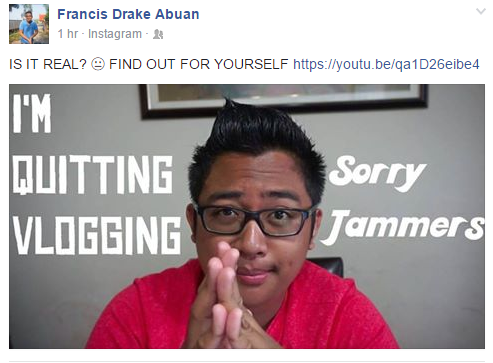 Francis Drake Abuan
1 hr · Instagram ·
IS IT REAL? 😐 FIND OUT FOR YOURSELF https://youtu.be/qa1D26eibe4
I'M
QUITTING
VLOGGING
Sorry
Jammers